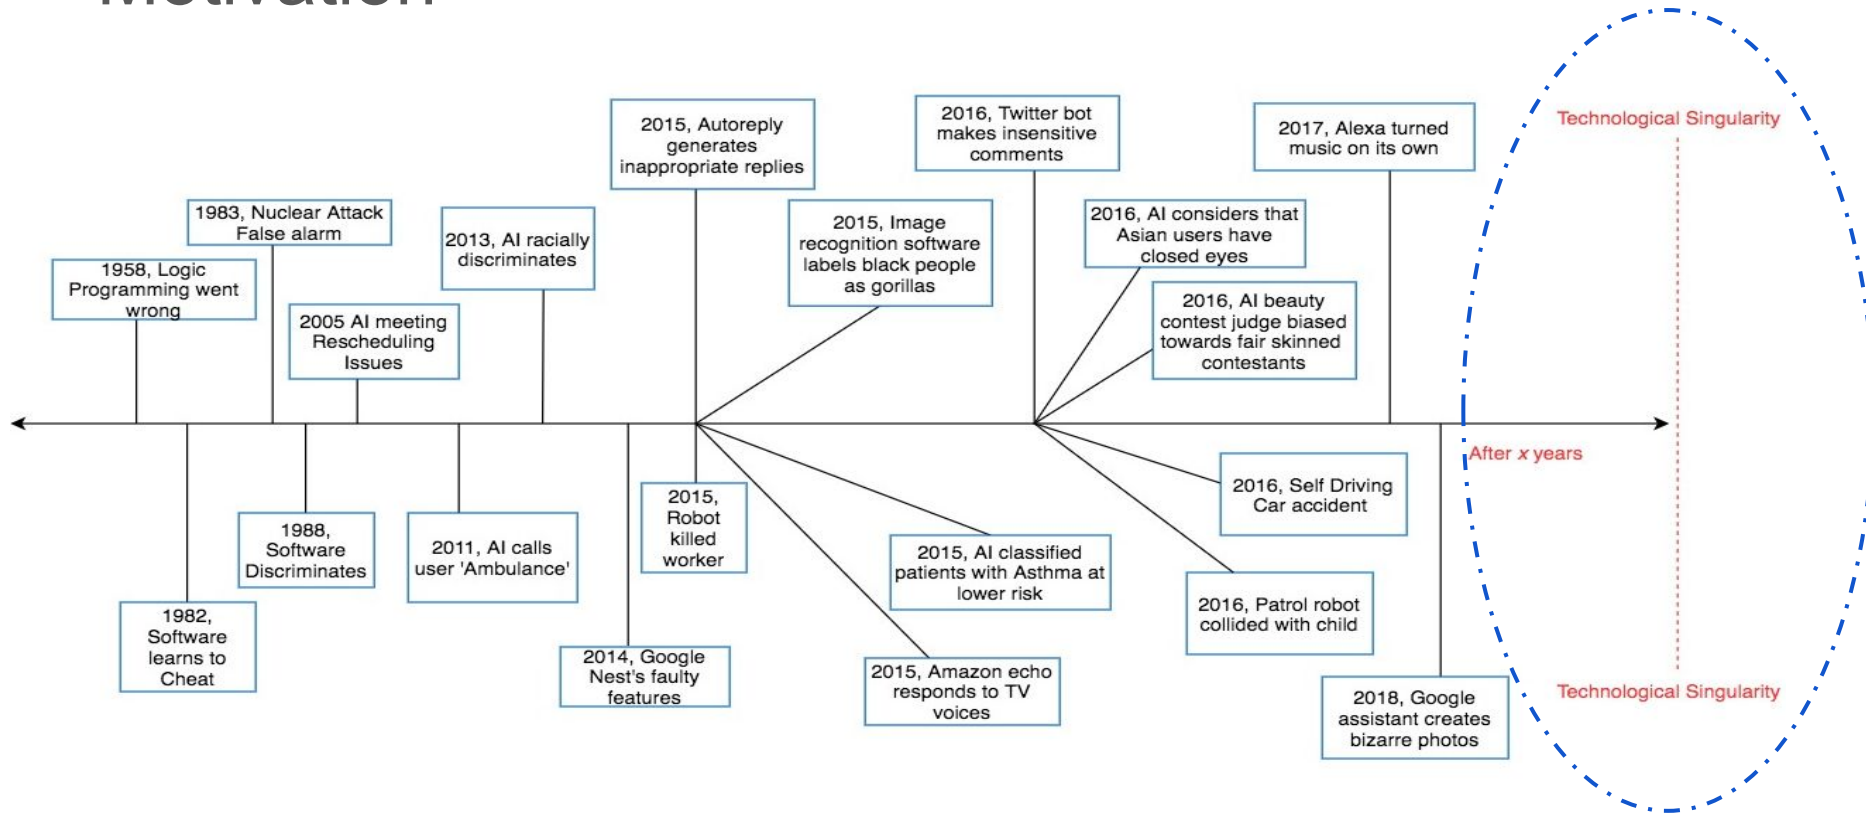 Motivation
1958, Logic
Programming went
wrong
1983, Nuclear Attack
False alarm
2005 AI meeting
Rescheduling
Issues
2013, AI racially
discriminates
2015, Autoreply
generates
inappropriate replies
2015, Image
recognition software
labels black people
as gorillas
2016, Twitter bot
makes insensitive
comments
2016, AI considers that
Asian users have
closed eyes
2016, AI beauty
contest judge biased
towards fair skinned
contestants
2017, Alexa turned
music on its own
Technological Singularity
After x years
1982,
Software
learns to
Cheat
1988,
Software
Discriminates
2011, AI calls
user 'Ambulance'
2014, Google
Nest's faulty
features
2015,
Robot
killed
worker
2015, AI classified
patients with Asthma at
lower risk
2015, Amazon echo
responds to TV
voices
2016, Self Driving
Car accident
2016, Patrol robot
collided with child
2018, Google
assistant creates
bizarre photos
Technological Singularity